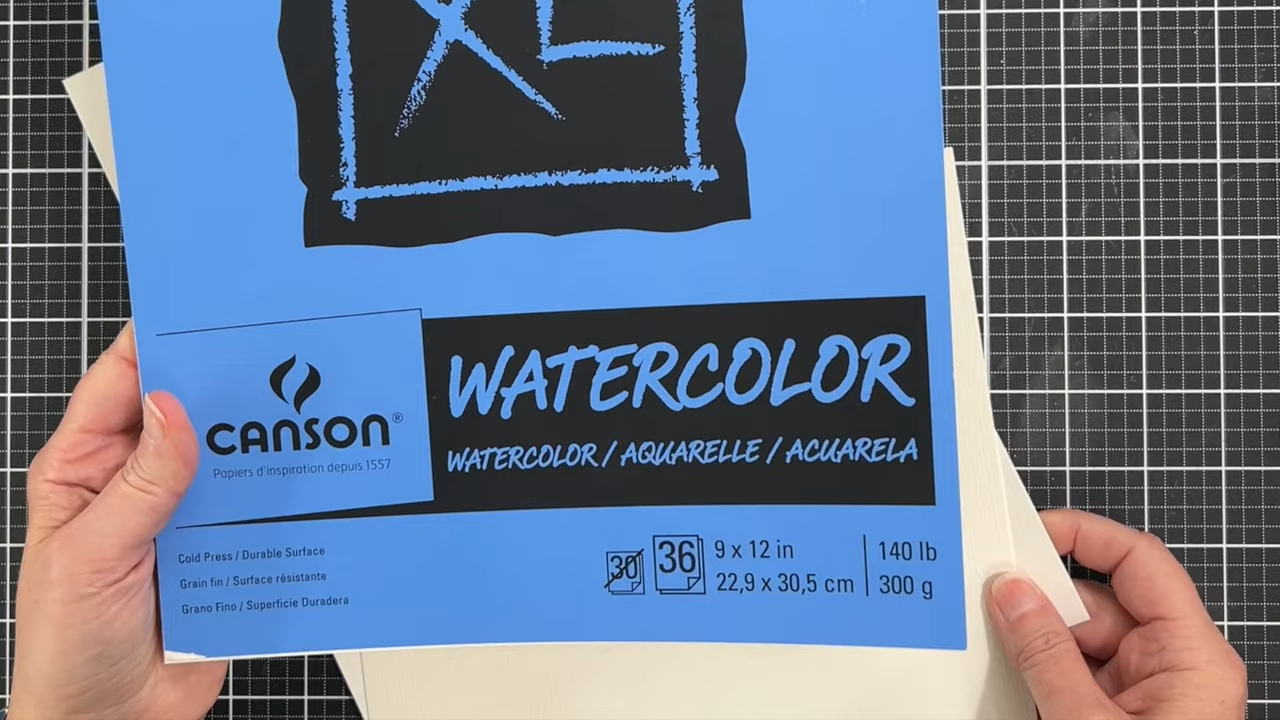 XL
WATERCOLOR
WATERCOLOR / AQUARELLE / ACUARELA
CANSON®
Papiers d'inspiration depuis 1557
Cold Press / Durable Surface
Grain fin / Surface résistante
Grano Fino / Superficie Duradera
30 36 9 x 12 in 140 lb
22,9 x 30,5 cm 300 g